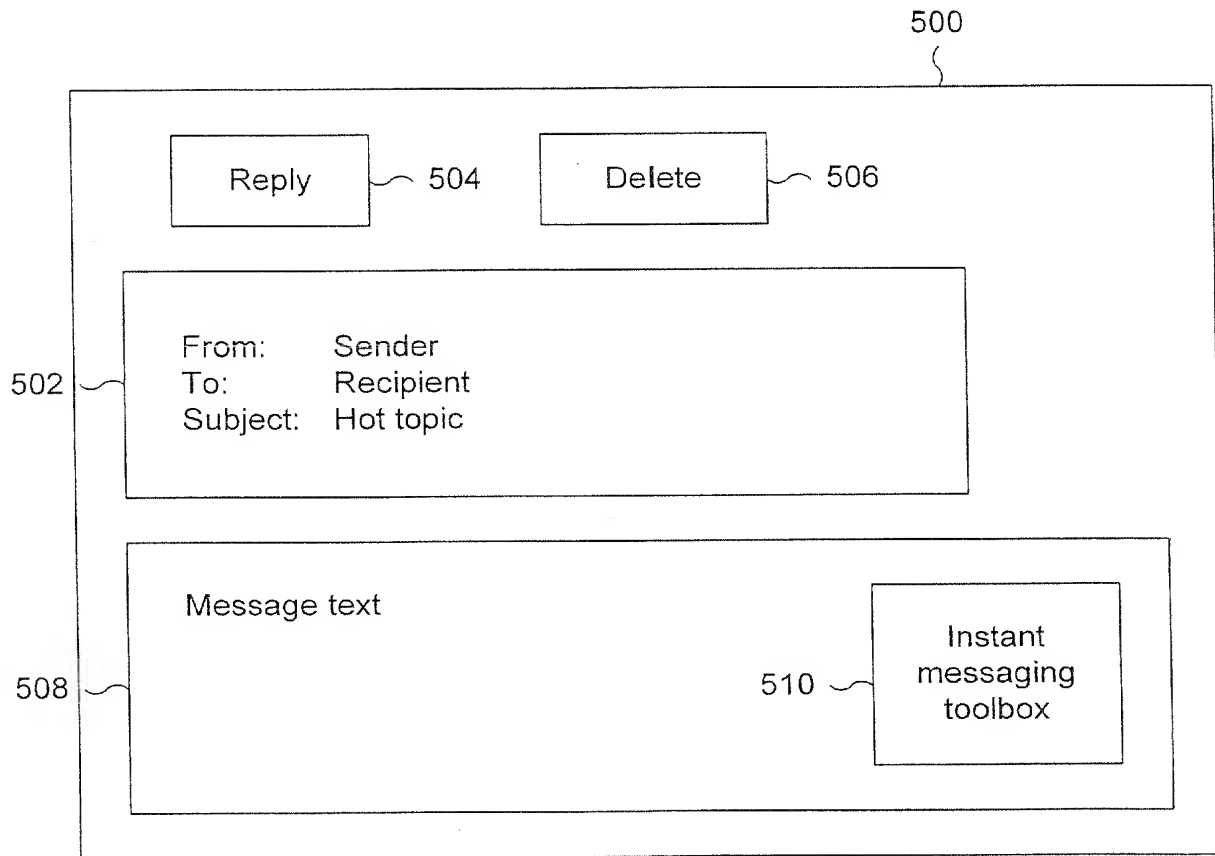 500
Reply 504 Delete 506
From: Sender
502 To: Recipient
Subject: Hot topic
Message text
508
510
Instant
messaging
toolbox